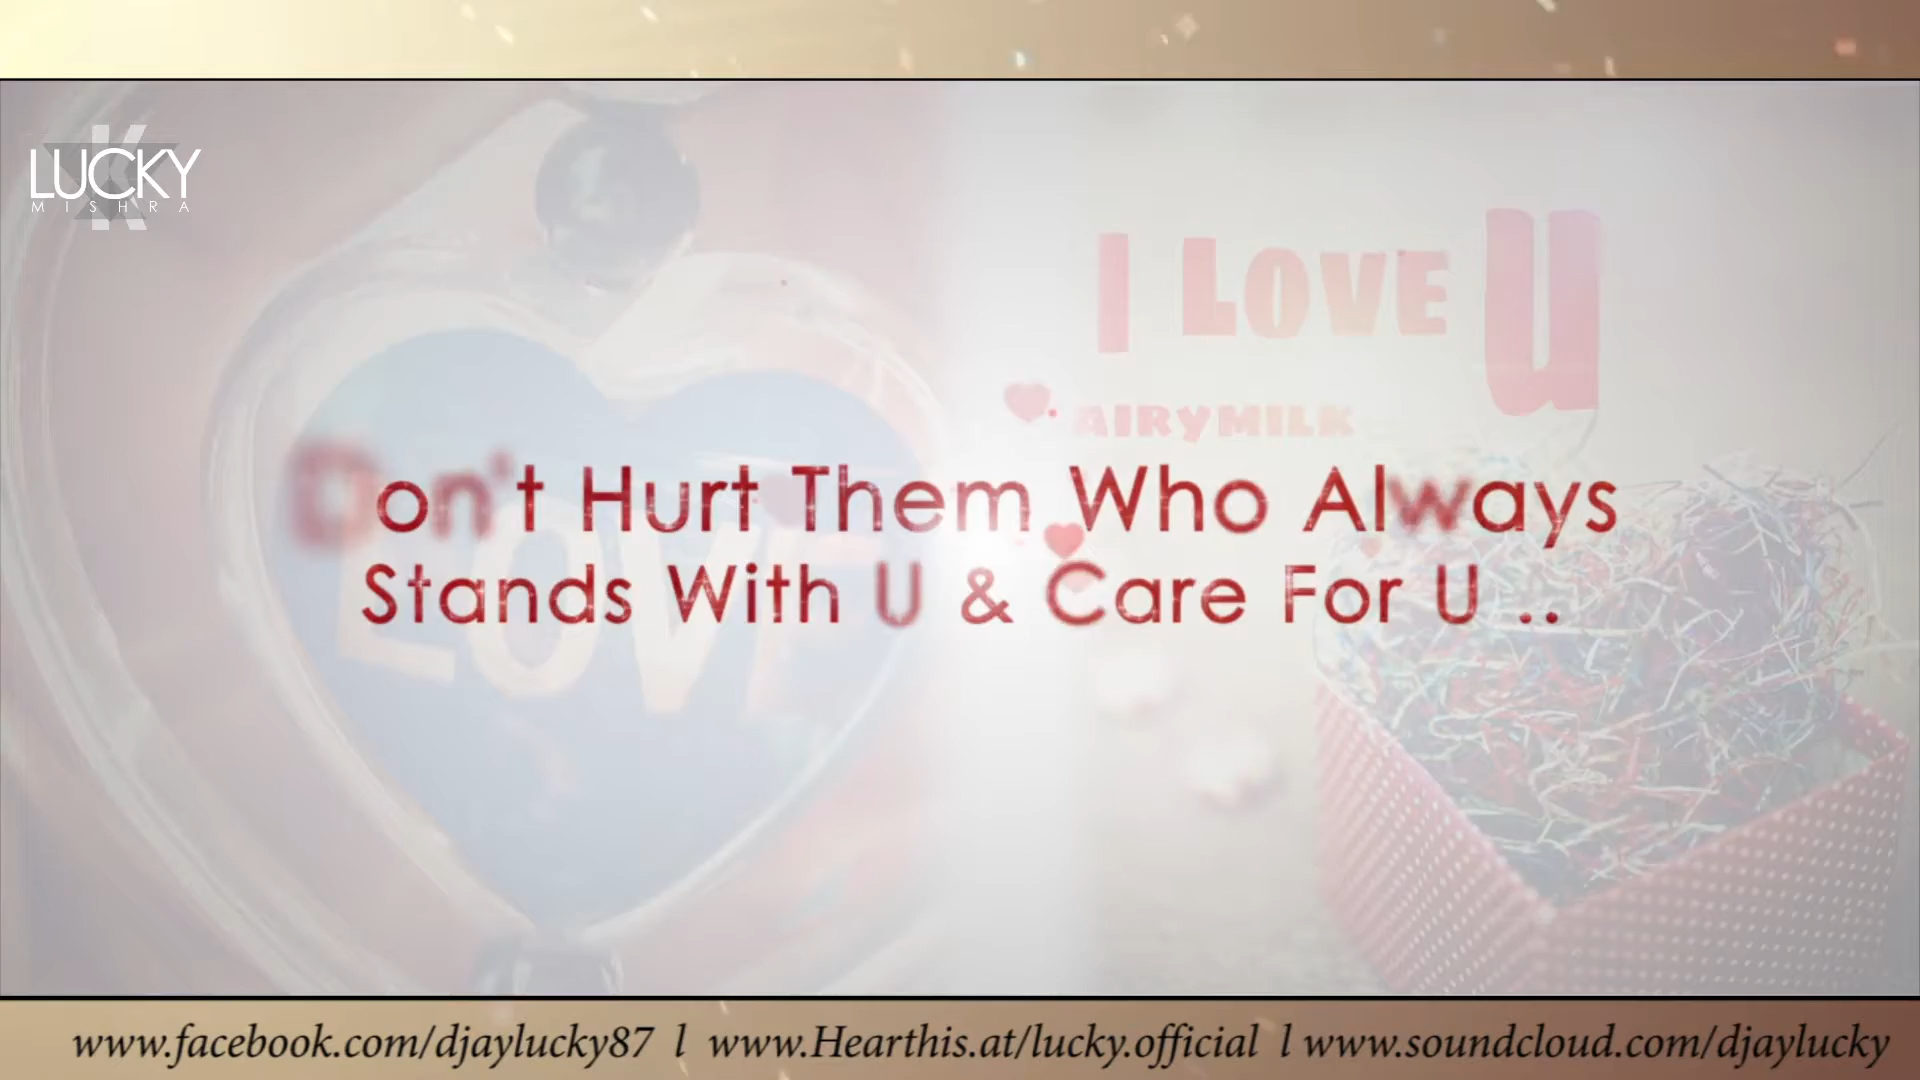 LUCKY
MISHRA
I LOVE U
AIRYMILK
Don't Hurt Them Who Always
Stands With U & Care For U ..
LOVE
www.facebook.com/djaylucky87 l www.Hearthis.at/lucky.official l www.soundcloud.com/djaylucky